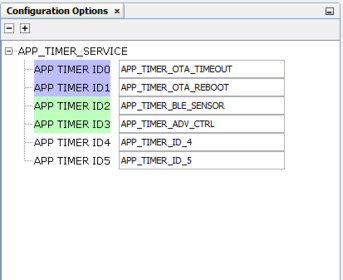 Configuration Options ×
APP_TIMER_SERVICE
APP TIMER ID0 APP_TIMER_OTA_TIMEOUT
APP TIMER ID1 APP_TIMER_OTA_REBOOT
APP TIMER ID2 APP_TIMER_BLE_SENSOR
APP TIMER ID3 APP_TIMER_ADV_CTRL
APP TIMER ID4 APP_TIMER_ID_4
APP TIMER ID5 APP_TIMER_ID_5